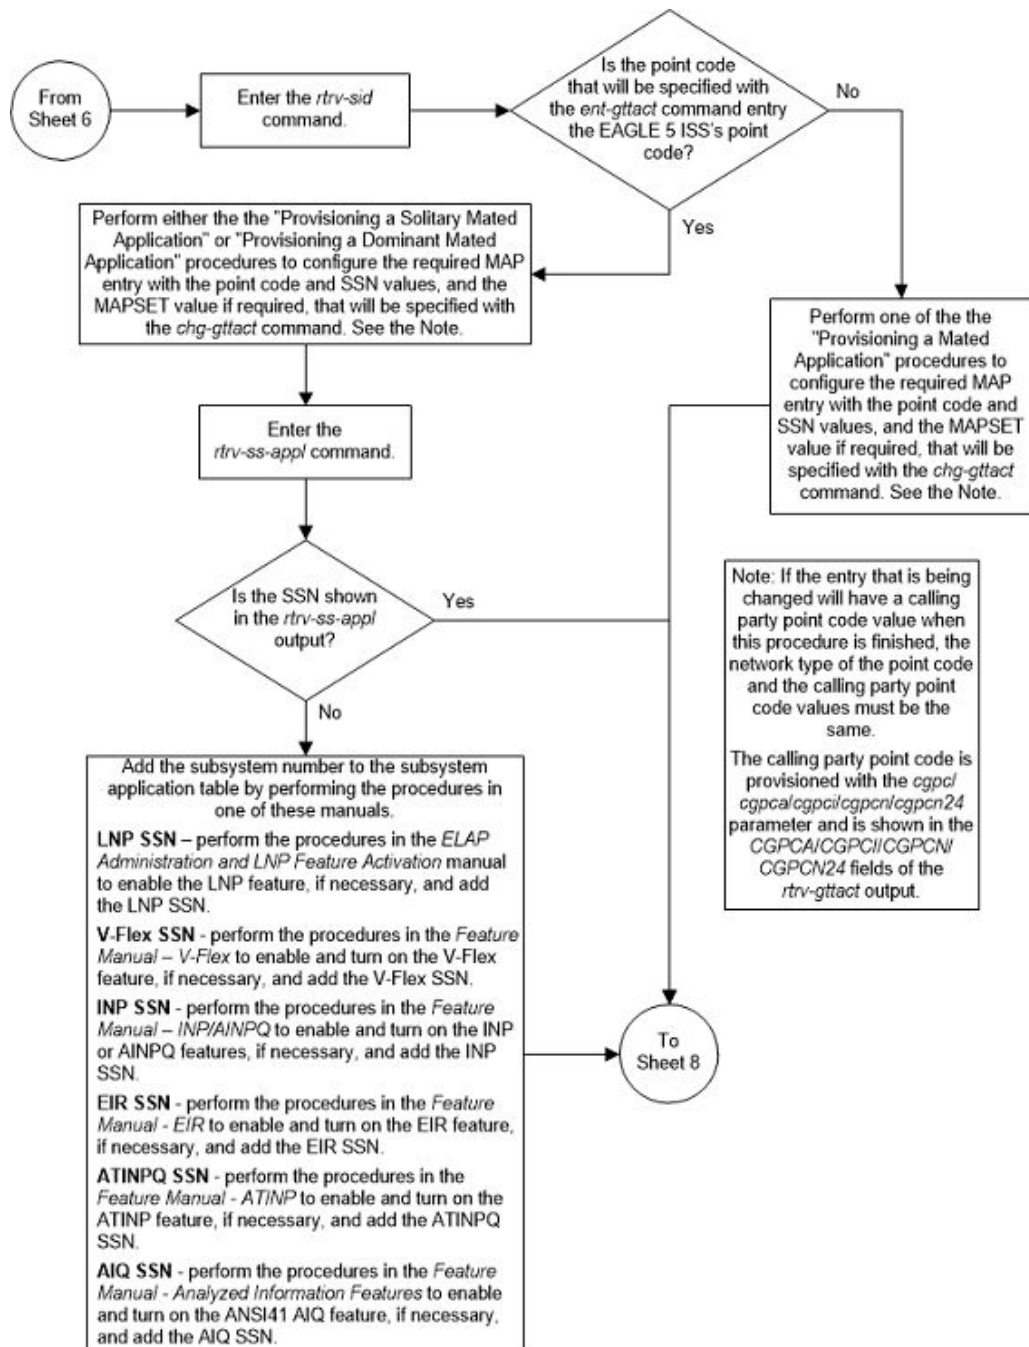 From
Sheet 6
Enter the rtrv-sid
command.
Is the point code
that will be specified with
the ent-gttact command entry
the EAGLE 5 ISS's point
code?
No
Yes
Perform either the the "Provisioning a Solitary Mated
Application" or "Provisioning a Dominant Mated
Application" procedures to configure the required MAP
entry with the point code and SSN values, and the
MAPSET value if required, that will be specified with
the chg-gttact command. See the Note.
Perform one of the the
"Provisioning a Mated
Application" procedures to
configure the required MAP
entry with the point code and
SSN values, and the MAPSET
value if required, that will be
specified with the chg-gttact
command. See the Note.
Enter the
rtrv-ss-appl command.
Is the SSN shown
in the rtrv-ss-appl
output?
Yes
No
Note: If the entry that is being
changed will have a calling
party point code value when
this procedure is finished, the
network type of the point code
and the calling party point
code values must be the
same.
The calling party point code is
provisioned with the cgpc/
cgpca/cgpci/cgpcn/cgpcn24
parameter and is shown in the
CGPCA/CGPCI/CGPCN/
CGPCN24 fields of the
rtrv-gttact output.
Add the subsystem number to the subsystem
application table by performing the procedures in
one of these manuals.
LNP SSN – perform the procedures in the ELAP
Administration and LNP Feature Activation manual
to enable the LNP feature, if necessary, and add
the LNP SSN.
V-Flex SSN - perform the procedures in the Feature
Manual – V-Flex to enable and turn on the V-Flex
feature, if necessary, and add the V-Flex SSN.
INP SSN - perform the procedures in the Feature
Manual – INP/AINPQ to enable and turn on the INP
or AINPQ features, if necessary, and add the INP
SSN.
EIR SSN - perform the procedures in the Feature
Manual - EIR to enable and turn on the EIR feature,
if necessary, and add the EIR SSN.
ATINPQ SSN - perform the procedures in the
Feature Manual - ATINP to enable and turn on the
ATINP feature, if necessary, and add the ATINPQ
SSN.
AIQ SSN - perform the procedures in the Feature
Manual - Analyzed Information Features to enable
and turn on the ANSI41 AIQ feature, if necessary,
and add the AIQ SSN.
To
Sheet 8